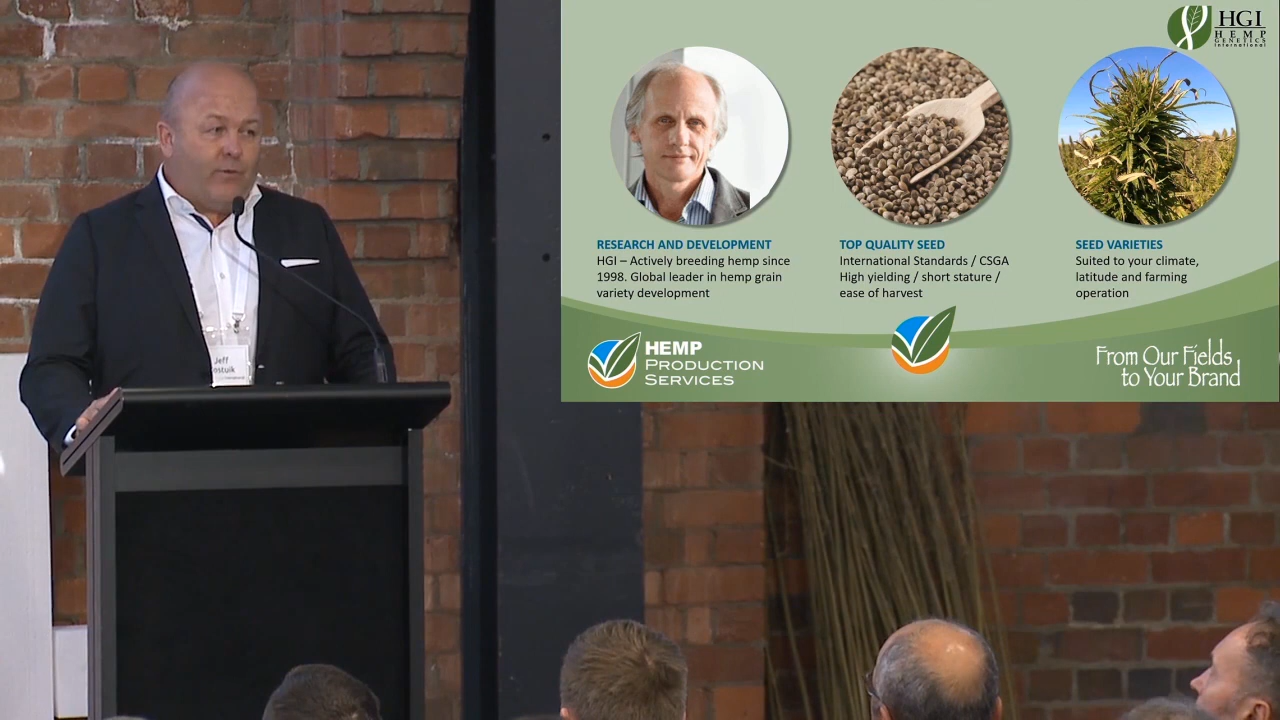 HGI
HEMP
GENETICS
International
RESEARCH AND DEVELOPMENT
HGI – Actively breeding hemp since
1998. Global leader in hemp grain
variety development
TOP QUALITY SEED
International Standards / CSGA
High yielding / short stature /
ease of harvest
SEED VARIETIES
Suited to your climate,
latitude and farming
operation
HEMP
PRODUCTION
SERVICES
From Our Fields
to Your Brand
Jeff
ostuik